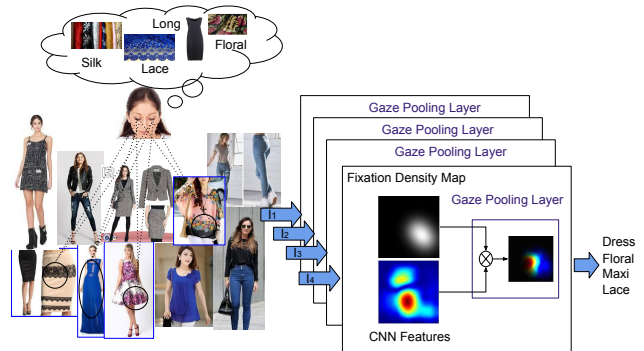 Long
Silk
Lace
Floral
Gaze Pooling Layer
Gaze Pooling Layer
Gaze Pooling Layer
Fixation Density Map
Gaze Pooling Layer
I1
I2
I3
I4
CNN Features
Dress
Floral
Maxi
Lace